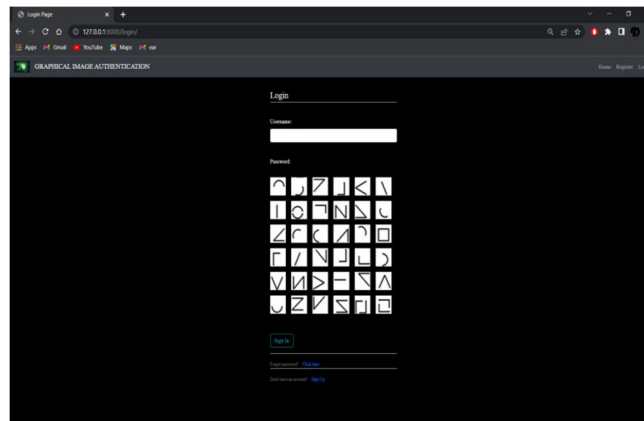 Login Page
127.0.0.1:8000/login/
Apps Gmail YouTube Maps ear
GRAPHICAL IMAGE AUTHENTICATION
Home Register
Login
Username:
Password:
Sign In
Forgot password? Click here
Don't have an account? Sign Up